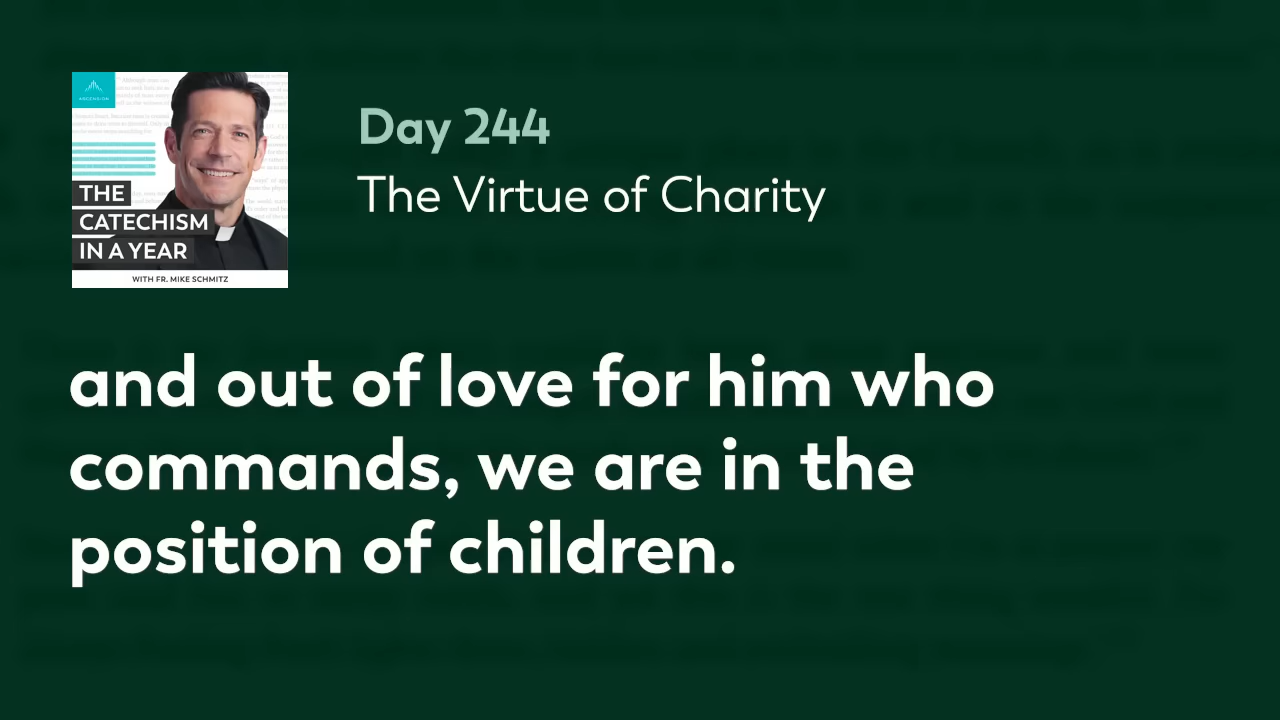 Day 244
The Virtue of Charity
ASCENSION
THE
CATECHISM
IN A YEAR
WITH FR. MIKE SCHMITZ
and out of love for him who
commands, we are in the
position of children.